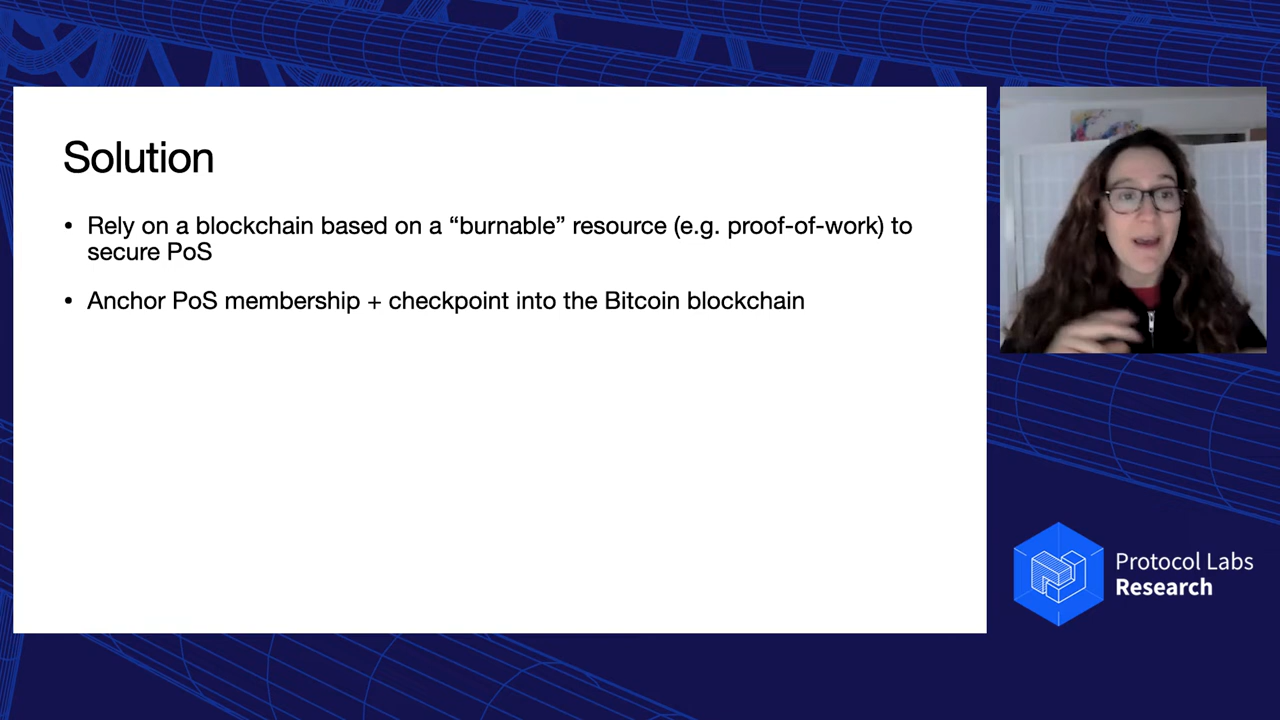 Solution
• Rely on a blockchain based on a “burnable” resource (e.g. proof-of-work) to
secure PoS
• Anchor PoS membership + checkpoint into the Bitcoin blockchain
Protocol Labs
Research